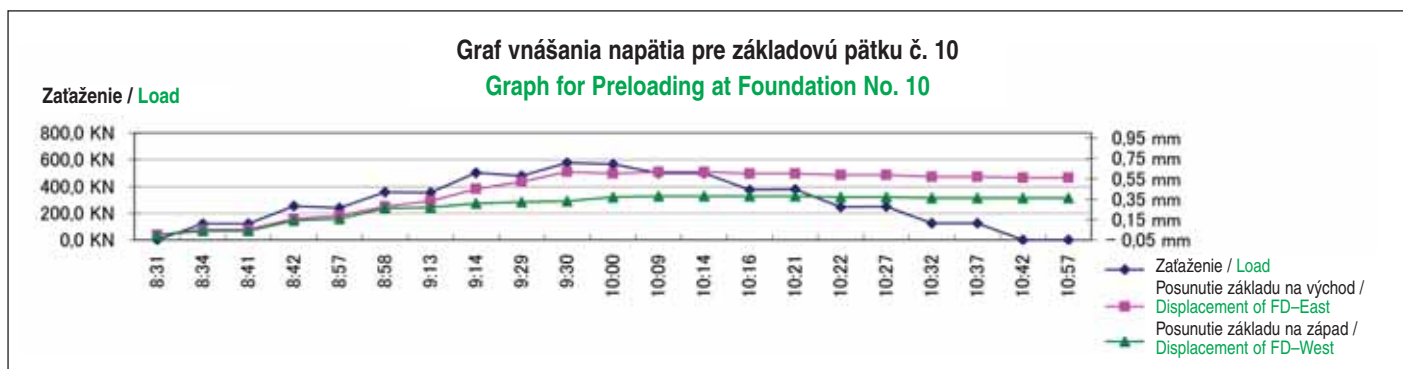 Graf vnášania napätia pre základovú pätku č. 10
Graph for Preloading at Foundation No. 10
Zaťaženie / Load
800,0 KN
600,0 KN
400,0 KN
200,0 KN
0,0 KN
0,95 mm
0,75 mm
0,55 mm
0,35 mm
0,15 mm
– 0,05 mm
8:31
8:34
8:41
8:42
8:57
8:58
9:13
9:14
9:29
9:30
10:00
10:09
10:14
10:16
10:21
10:22
10:27
10:32
10:37
10:42
10:57
Zaťaženie / Load
Posunutie základu na východ /
Displacement of FD–East
Posunutie základu na západ /
Displacement of FD–West